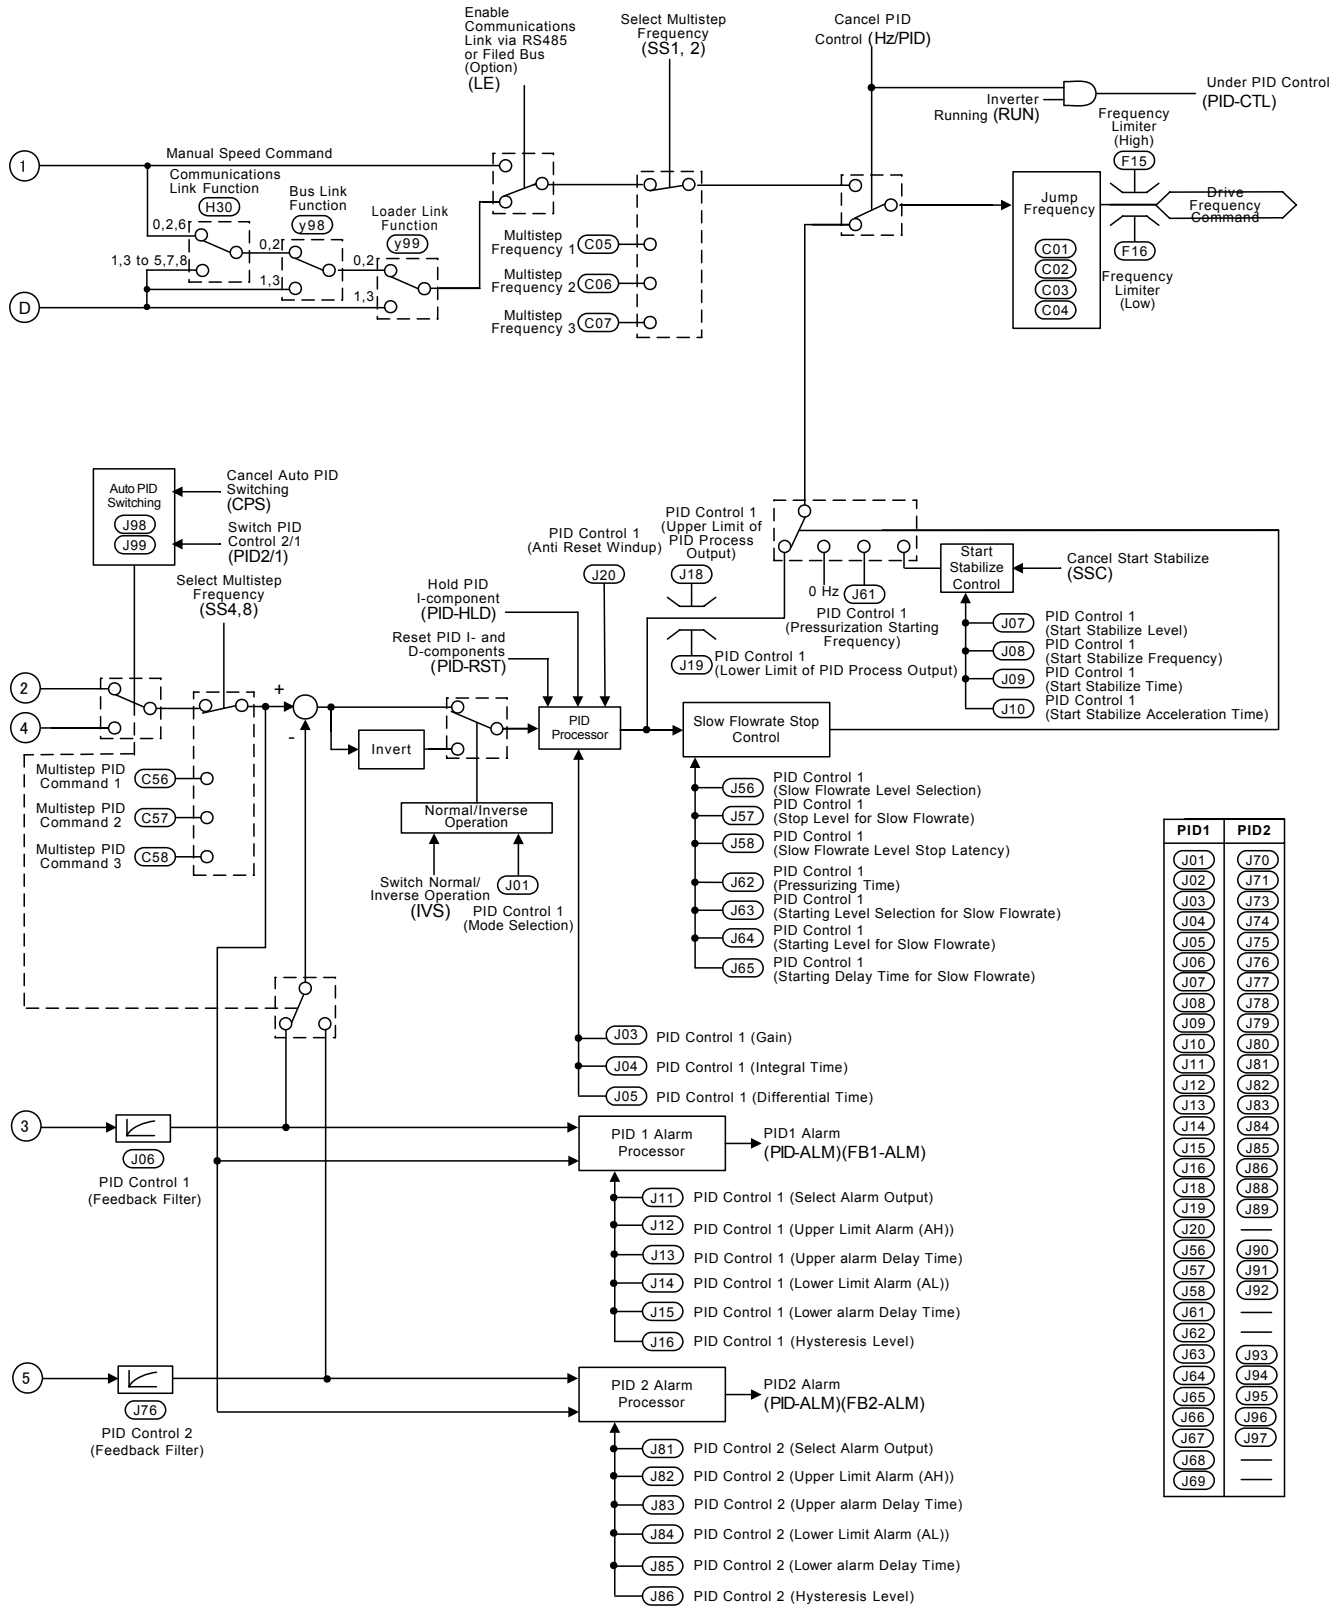 Enable
Communications
Link via RS485
or Filed Bus
(Option)
(LE)
Select Multistep
Frequency
(SS1, 2)
Cancel PID
Control (Hz/PID)
Inverter
Running (RUN)
Under PID Control
(PID-CTL)
Frequency
Limiter
(High)
F15
1
Manual Speed Command
Communications
Link Function
H30
Bus Link
Function
y98
Loader Link
Function
y99
0,2,6
1,3 to 5,7,8
0,2
1,3
0,2
1,3
D
Multistep
Frequency 1
C05
Multistep
Frequency 2
C06
Multistep
Frequency 3
C07
Jump
Frequency
C01
C02
C03
C04
Drive
Frequency
Command
F16
Frequency
Limiter
(Low)
Auto PID
Switching
J98
J99
Cancel Auto PID
Switching
(CPS)
Switch PID
Control 2/1
(PID2/1)
Select Multistep
Frequency
(SS4,8)
Hold PID
I-component
(PID-HLD)
Reset PID I- and
D-components
(PID-RST)
PID Control 1
(Anti Reset Windup)
J20
PID Control 1
(Upper Limit of
PID Process
Output)
J18
J19
PID Control 1
(Lower Limit of PID Process Output)
0 Hz
J61
PID Control 1
(Pressurization Starting
Frequency)
Start
Stabilize
Control
Cancel Start Stabilize
(SSC)
J07
PID Control 1
(Start Stabilize Level)
J08
PID Control 1
(Start Stabilize Frequency)
J09
PID Control 1
(Start Stabilize Time)
J10
PID Control 1
(Start Stabilize Acceleration Time)
2
4
+
-
Invert
PID
Processor
Slow Flowrate Stop
Control
Multistep PID
Command 1
C56
Multistep PID
Command 2
C57
Multistep PID
Command 3
C58
Normal/Inverse
Operation
Switch Normal/
Inverse Operation
(IVS)
J01
PID Control 1
(Mode Selection)
J56
PID Control 1
(Slow Flowrate Level Selection)
J57
PID Control 1
(Stop Level for Slow Flowrate)
J58
PID Control 1
(Slow Flowrate Level Stop Latency)
J62
PID Control 1
(Pressurizing Time)
J63
PID Control 1
(Starting Level Selection for Slow Flowrate)
J64
PID Control 1
(Starting Level for Slow Flowrate)
J65
PID Control 1
(Starting Delay Time for Slow Flowrate)
J03 PID Control 1 (Gain)
J04 PID Control 1 (Integral Time)
J05 PID Control 1 (Differential Time)
3
J06
PID Control 1
(Feedback Filter)
PID 1 Alarm
Processor
PID1 Alarm
(PID-ALM)(FB1-ALM)
J11 PID Control 1 (Select Alarm Output)
J12 PID Control 1 (Upper Limit Alarm (AH))
J13 PID Control 1 (Upper alarm Delay Time)
J14 PID Control 1 (Lower Limit Alarm (AL))
J15 PID Control 1 (Lower alarm Delay Time)
J16 PID Control 1 (Hysteresis Level)
5
J76
PID Control 2
(Feedback Filter)
PID 2 Alarm
Processor
PID2 Alarm
(PID-ALM)(FB2-ALM)
J81 PID Control 2 (Select Alarm Output)
J82 PID Control 2 (Upper Limit Alarm (AH))
J83 PID Control 2 (Upper alarm Delay Time)
J84 PID Control 2 (Lower Limit Alarm (AL))
J85 PID Control 2 (Lower alarm Delay Time)
J86 PID Control 2 (Hysteresis Level)
PID1 PID2
J01 J70
J02 J71
J03 J73
J04 J74
J05 J75
J06 J76
J07 J77
J08 J78
J09 J79
J10 J80
J11 J81
J12 J82
J13 J83
J14 J84
J15 J85
J16 J86
J18 J88
J19 J89
J20 —
J56 J90
J57 J91
J58 J92
J61 —
J62 —
J63 J93
J64 J94
J65 J95
J66 J96
J67 J97
J68 —
J69 —